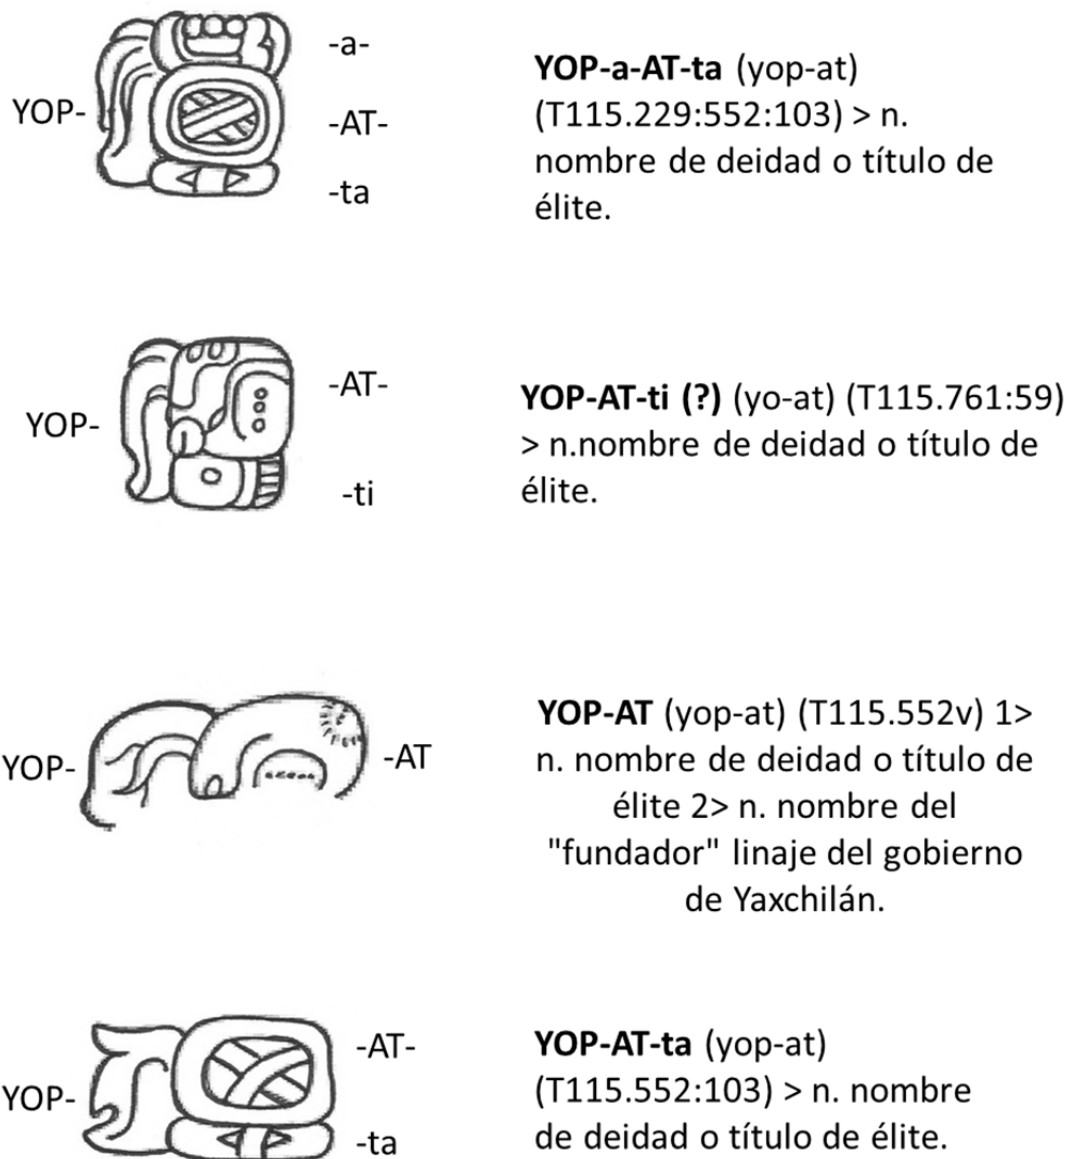 YOP-
-a-
-AT-
-ta
YOP-a-AT-ta (yop-at)
(T115.229:552:103) > n.
nombre de deidad o título de
élite.
YOP-
-AT-
-ti
YOP-AT-ti (?) (yo-at) (T115.761:59)
> n.nombre de deidad o título de
élite.
YOP-
-AT
YOP-AT (yop-at) (T115.552v) 1>
n. nombre de deidad o título de
élite 2> n. nombre del
"fundador" linaje del gobierno
de Yaxchilán.
YOP-
-AT-
-ta
YOP-AT-ta (yop-at)
(T115.552:103) > n. nombre
de deidad o título de élite.